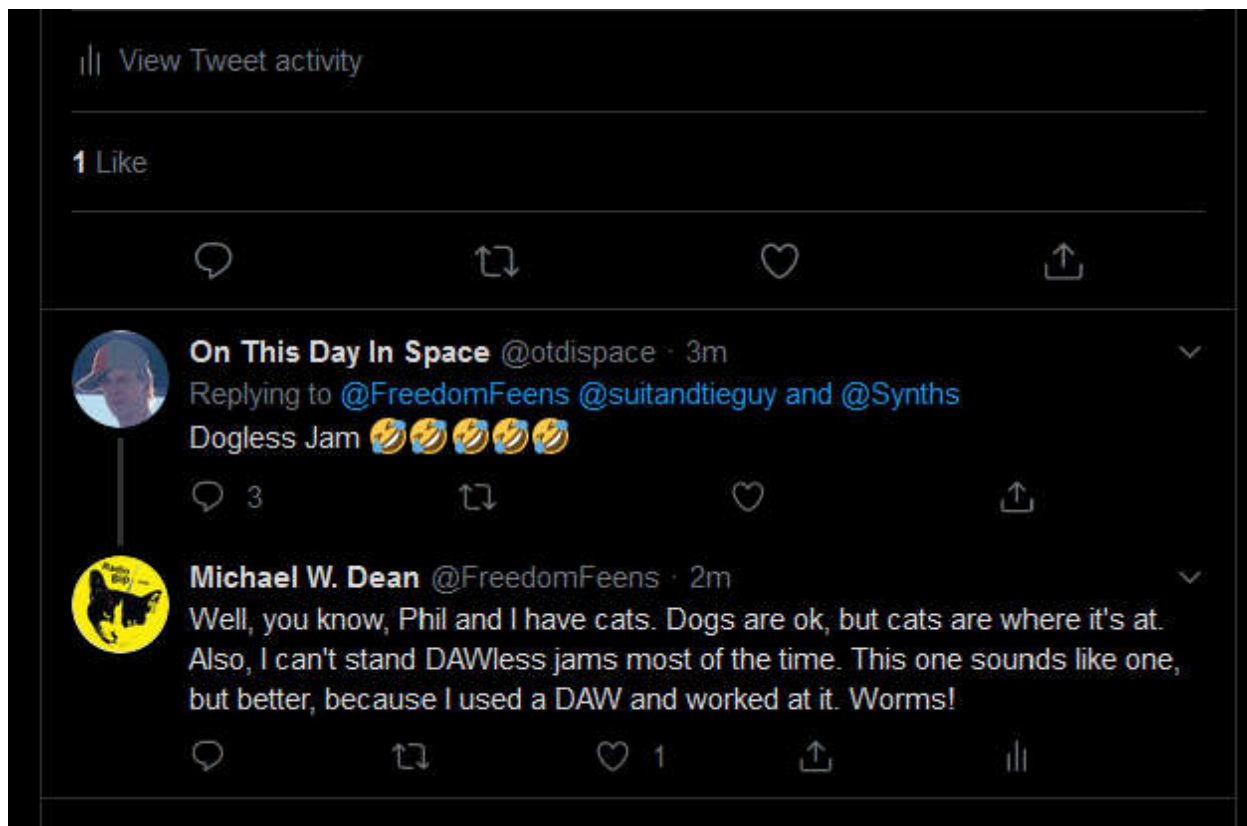 View Tweet activity
1 Like
On This Day In Space @otdispace · 3m
Replying to @FreedomFeens @suitandtieguy and @Synths
Dogless Jam 🤣🤣🤣🤣🤣
3
Radio
BIP
Michael W. Dean @FreedomFeens · 2m
Well, you know, Phil and I have cats. Dogs are ok, but cats are where it's at.
Also, I can't stand DAWless jams most of the time. This one sounds like one,
but better, because I used a DAW and worked at it. Worms!
1